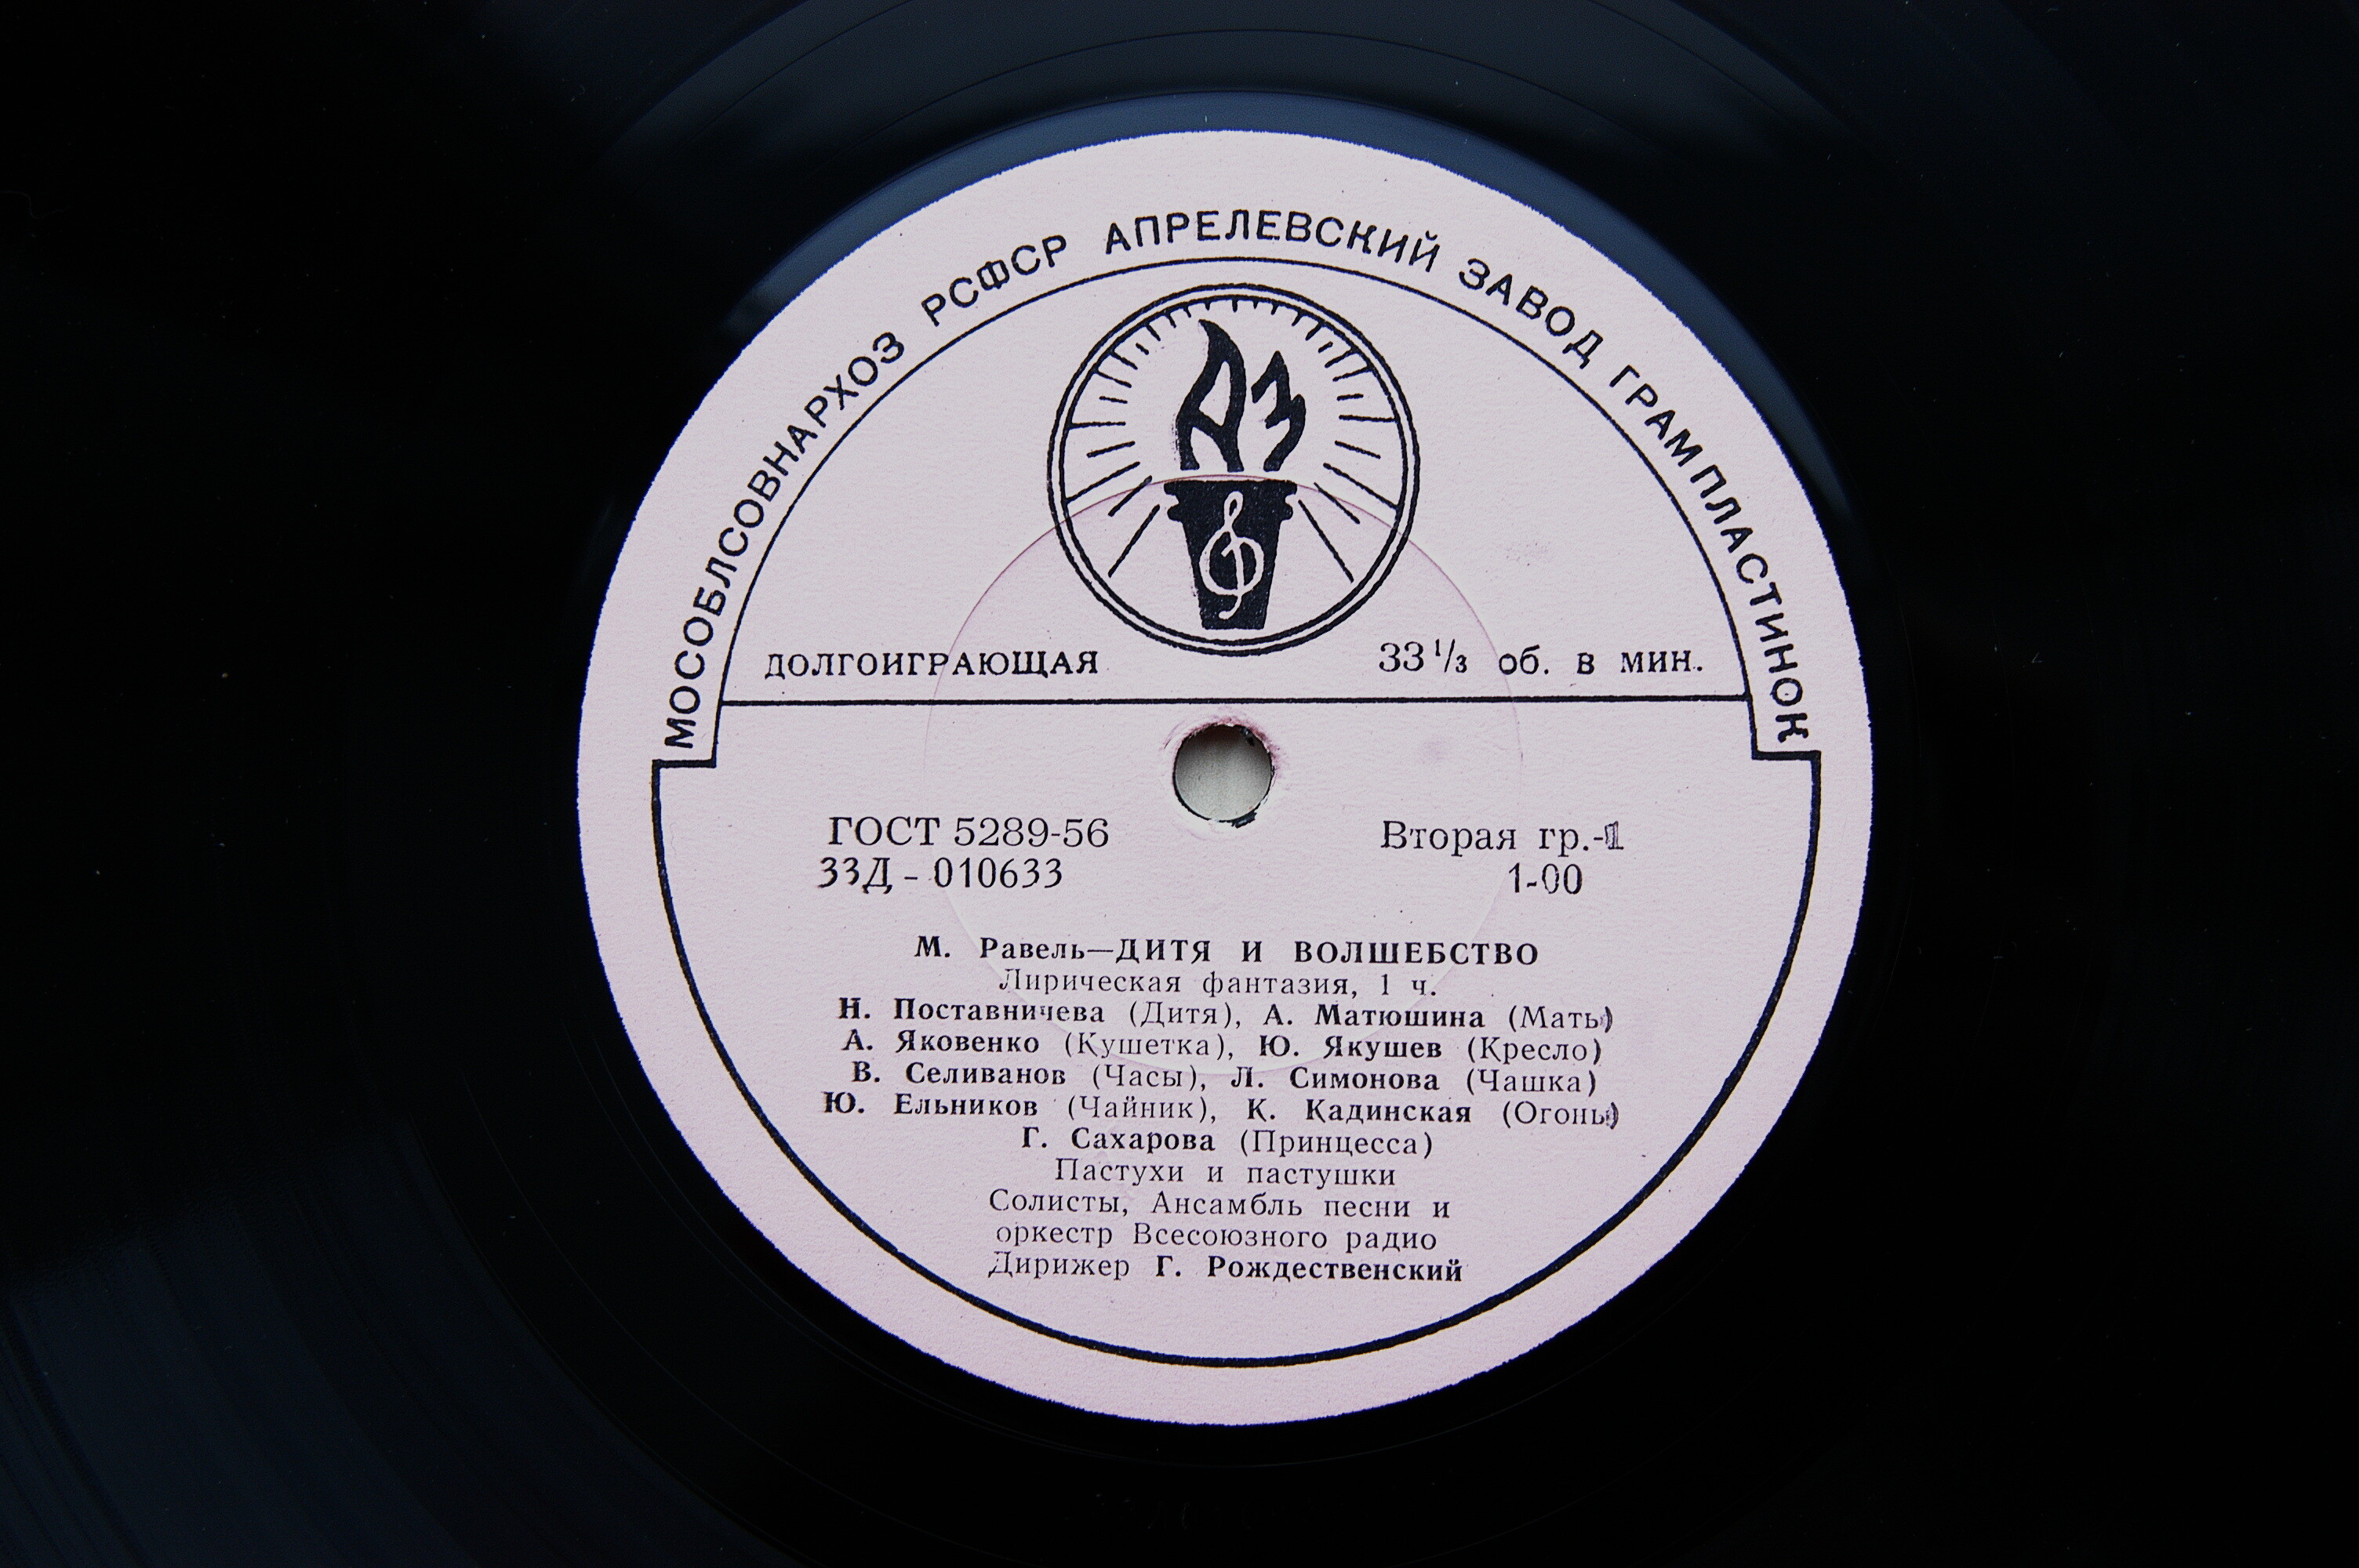 МОСОБЛСОВНАРХОЗ РСФСР АПРЕЛЕВСКИЙ ЗАВОД ГРАМПЛАСТИНОК
АЗ
ДОЛГОИГРАЮЩАЯ 33 1/3 об. в мин.
ГОСТ 5289-56 Вторая гр.-1
33Д - 010633 1-00
М. Равель—ДИТЯ И ВОЛШЕБСТВО
Лирическая фантазия, 1 ч.
Н. Поставничева (Дитя), А. Матюшина (Мать)
А. Яковенко (Кушетка), Ю. Якушев (Кресло)
В. Селиванов (Часы), Л. Симонова (Чашка)
Ю. Ельников (Чайник), К. Кадинская (Огонь)
Г. Сахарова (Принцесса)
Пастухи и пастушки
Солисты, Ансамбль песни и
оркестр Всесоюзного радио
Дирижер Г. Рождественский